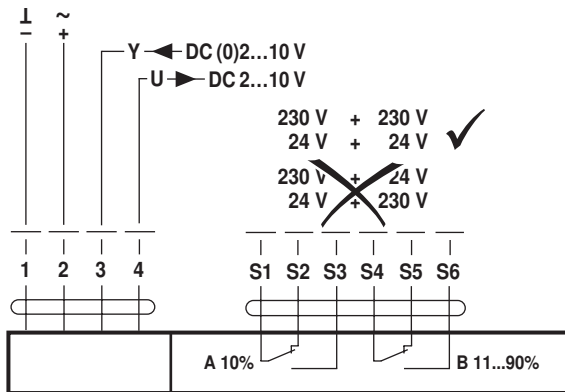 ⊥ ~
– +
Y DC (0)2...10 V
U DC 2...10 V
230 V + 230 V
24 V + 24 V
230 V + 24 V
24 V + 230 V
1 2 3 4 S1 S2 S3 S4 S5 S6
A 10% B 11...90%